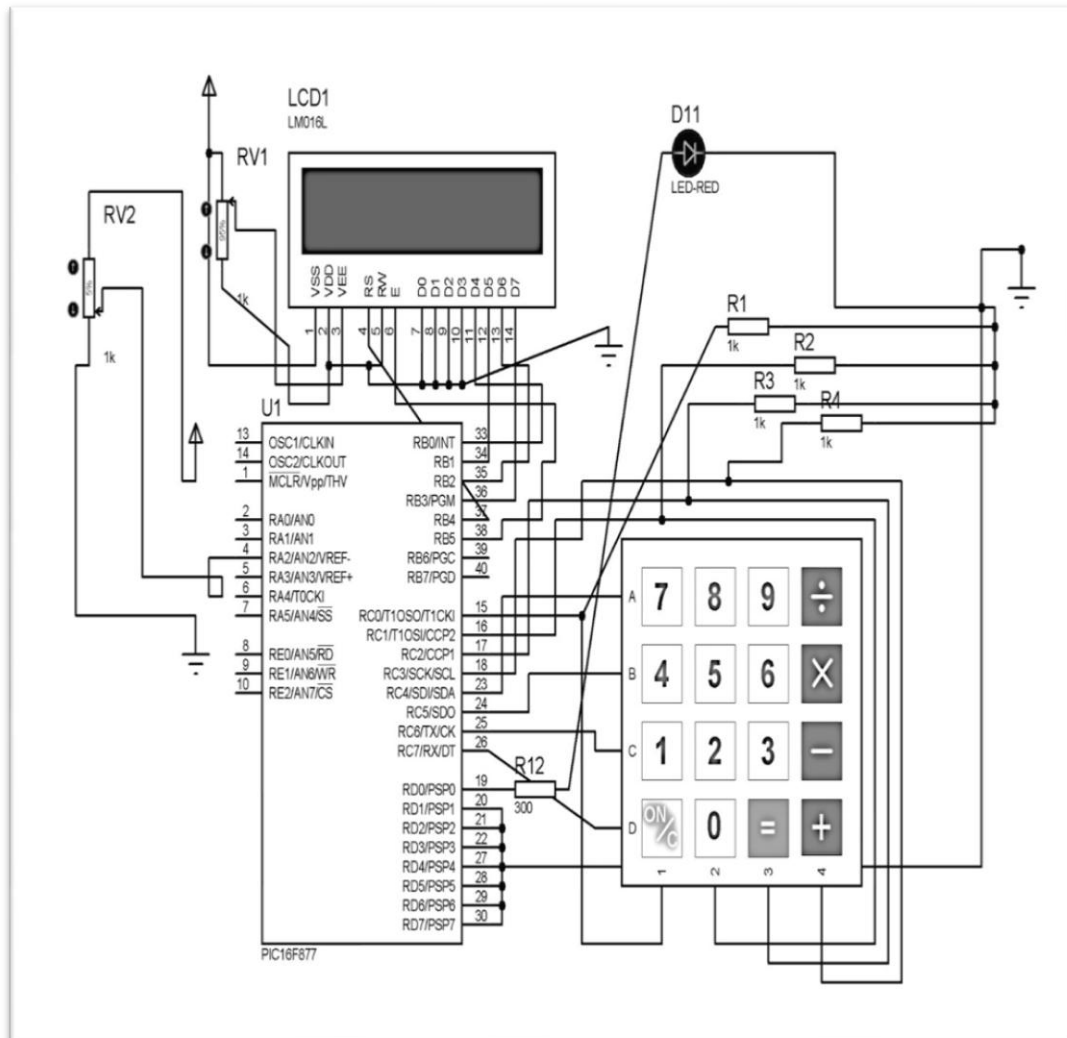 LCD1
LM016L
D11
LED-RED
RV1
RV2
95%
5%
1k
1k
VSS
VDD
VEE
RS
RW
E
D0
D1
D2
D3
D4
D5
D6
D7
1
2
3
4
5
6
7
8
9
10
11
12
13
14
R1
1k
R2
1k
R3
1k
R4
1k
U1
13 OSC1/CLKIN RB0/INT 33
14 OSC2/CLKOUT RB1 34
1 MCLR/Vpp/THV RB2 35
RB3/PGM 36
2 RA0/AN0 RB4 37
3 RA1/AN1 RB5 38
4 RA2/AN2/VREF- RB6/PGC 39
5 RA3/AN3/VREF+ RB7/PGD 40
6 RA4/T0CKI
7 RA5/AN4/SS RC0/T1OSO/T1CKI 15
RC1/T1OSI/CCP2 16
8 RE0/AN5/RD RC2/CCP1 17
9 RE1/AN6/WR RC3/SCK/SCL 18
10 RE2/AN7/CS RC4/SDI/SDA 23
RC5/SDO 24
RC6/TX/CK 25
RC7/RX/DT 26
RD0/PSP0 19
RD1/PSP1 20
RD2/PSP2 21
RD3/PSP3 22
RD4/PSP4 27
RD5/PSP5 28
RD6/PSP6 29
RD7/PSP7 30
PIC16F877
R12
300
A 7 8 9 ÷
B 4 5 6 ×
C 1 2 3 −
D ON/C 0 = +
1 2 3 4